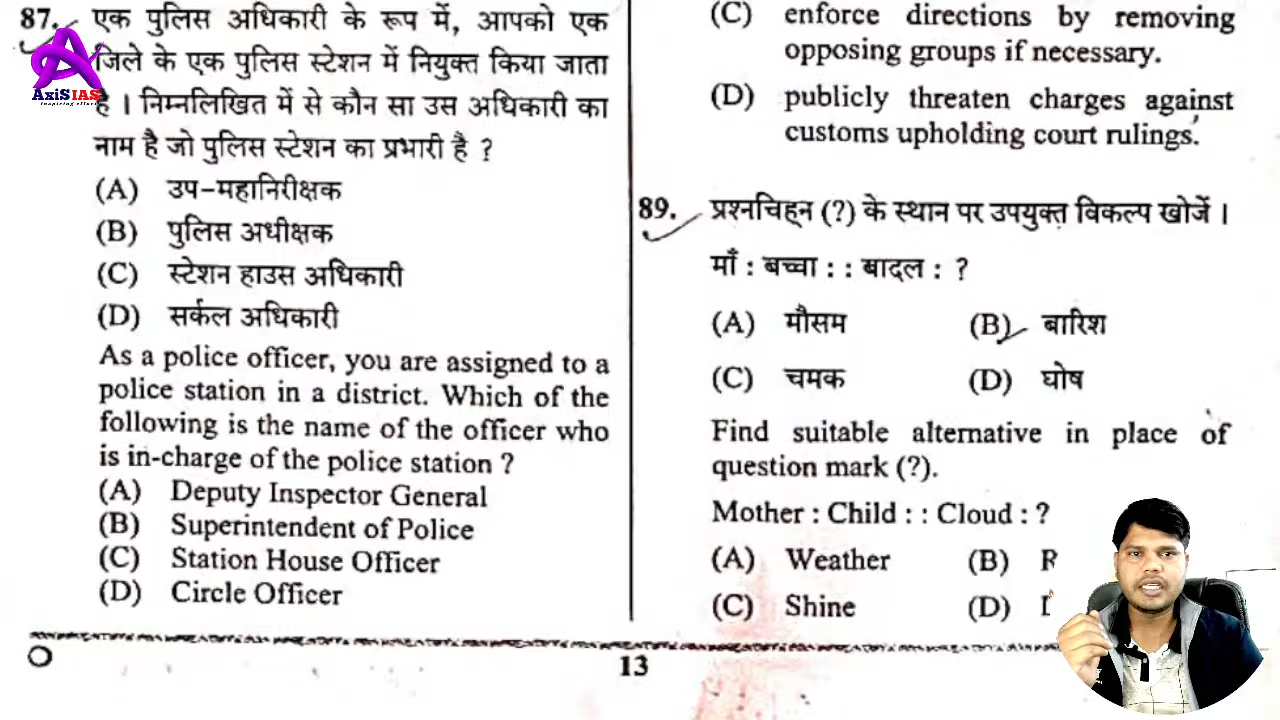 87. एक पुलिस अधिकारी के रूप में, आपको एक
जिले के एक पुलिस स्टेशन में नियुक्त किया जाता
है । निम्नलिखित में से कौन सा उस अधिकारी का
नाम है जो पुलिस स्टेशन का प्रभारी है ?
(A) उप-महानिरीक्षक
(B) पुलिस अधीक्षक
(C) स्टेशन हाउस अधिकारी
(D) सर्कल अधिकारी
As a police officer, you are assigned to a
police station in a district. Which of the
following is the name of the officer who
is in-charge of the police station ?
(A) Deputy Inspector General
(B) Superintendent of Police
(C) Station House Officer
(D) Circle Officer
(C) enforce directions by removing
opposing groups if necessary.
(D) publicly threaten charges against
customs upholding court rulings.
89. प्रश्नचिह्न (?) के स्थान पर उपयुक्त विकल्प खोजें ।
माँ : बच्चा : : बादल : ?
(A) मौसम (B) बारिश
(C) चमक (D) घोष
Find suitable alternative in place of
question mark (?).
Mother : Child : : Cloud : ?
(A) Weather (B)
(C) Shine (D)
13
AxiS IAS
Inspiring effort